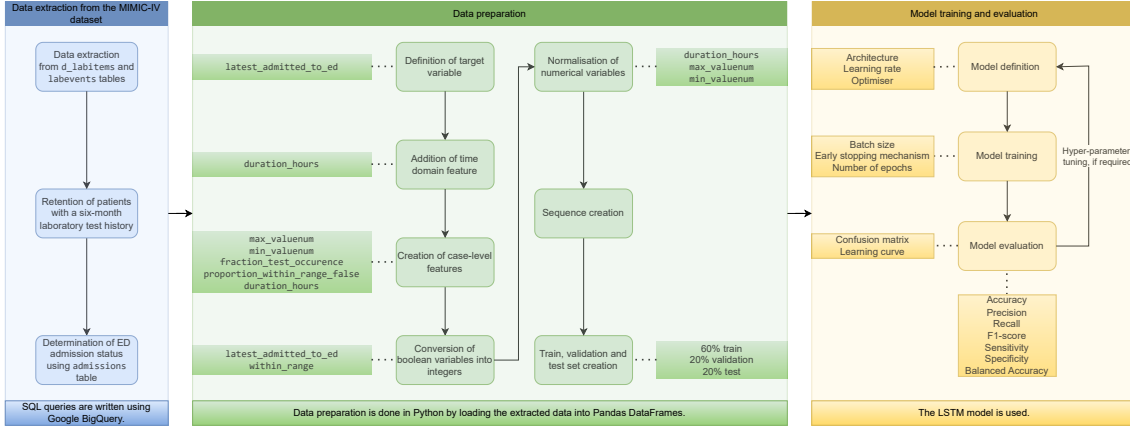 Data extraction from the MIMIC-IV
dataset
Data extraction
from d_labitems and
labevents tables
Retention of patients
with a six-month
laboratory test history
Determination of ED
admission status
using admissions
table
SQL queries are written using
Google BigQuery.
Data preparation
latest_admitted_to_ed
Definition of target
variable
duration_hours
Addition of time
domain feature
max_valuenum
min_valuenum
fraction_test_occurence
proportion_within_range_false
duration_hours
Creation of case-level
features
latest_admitted_to_ed
within_range
Conversion of
boolean variables into
integers
Normalisation of
numerical variables
duration_hours
max_valuenum
min_valuenum
Sequence creation
Train, validation and
test set creation
60% train
20% validation
20% test
Data preparation is done in Python by loading the extracted data into Pandas DataFrames.
Model training and evaluation
Architecture
Learning rate
Optimiser
Model definition
Batch size
Early stopping mechanism
Number of epochs
Model training
Hyper-parameter
tuning, if required
Confusion matrix
Learning curve
Model evaluation
Accuracy
Precision
Recall
F1-score
Sensitivity
Specificity
Balanced Accuracy
The LSTM model is used.